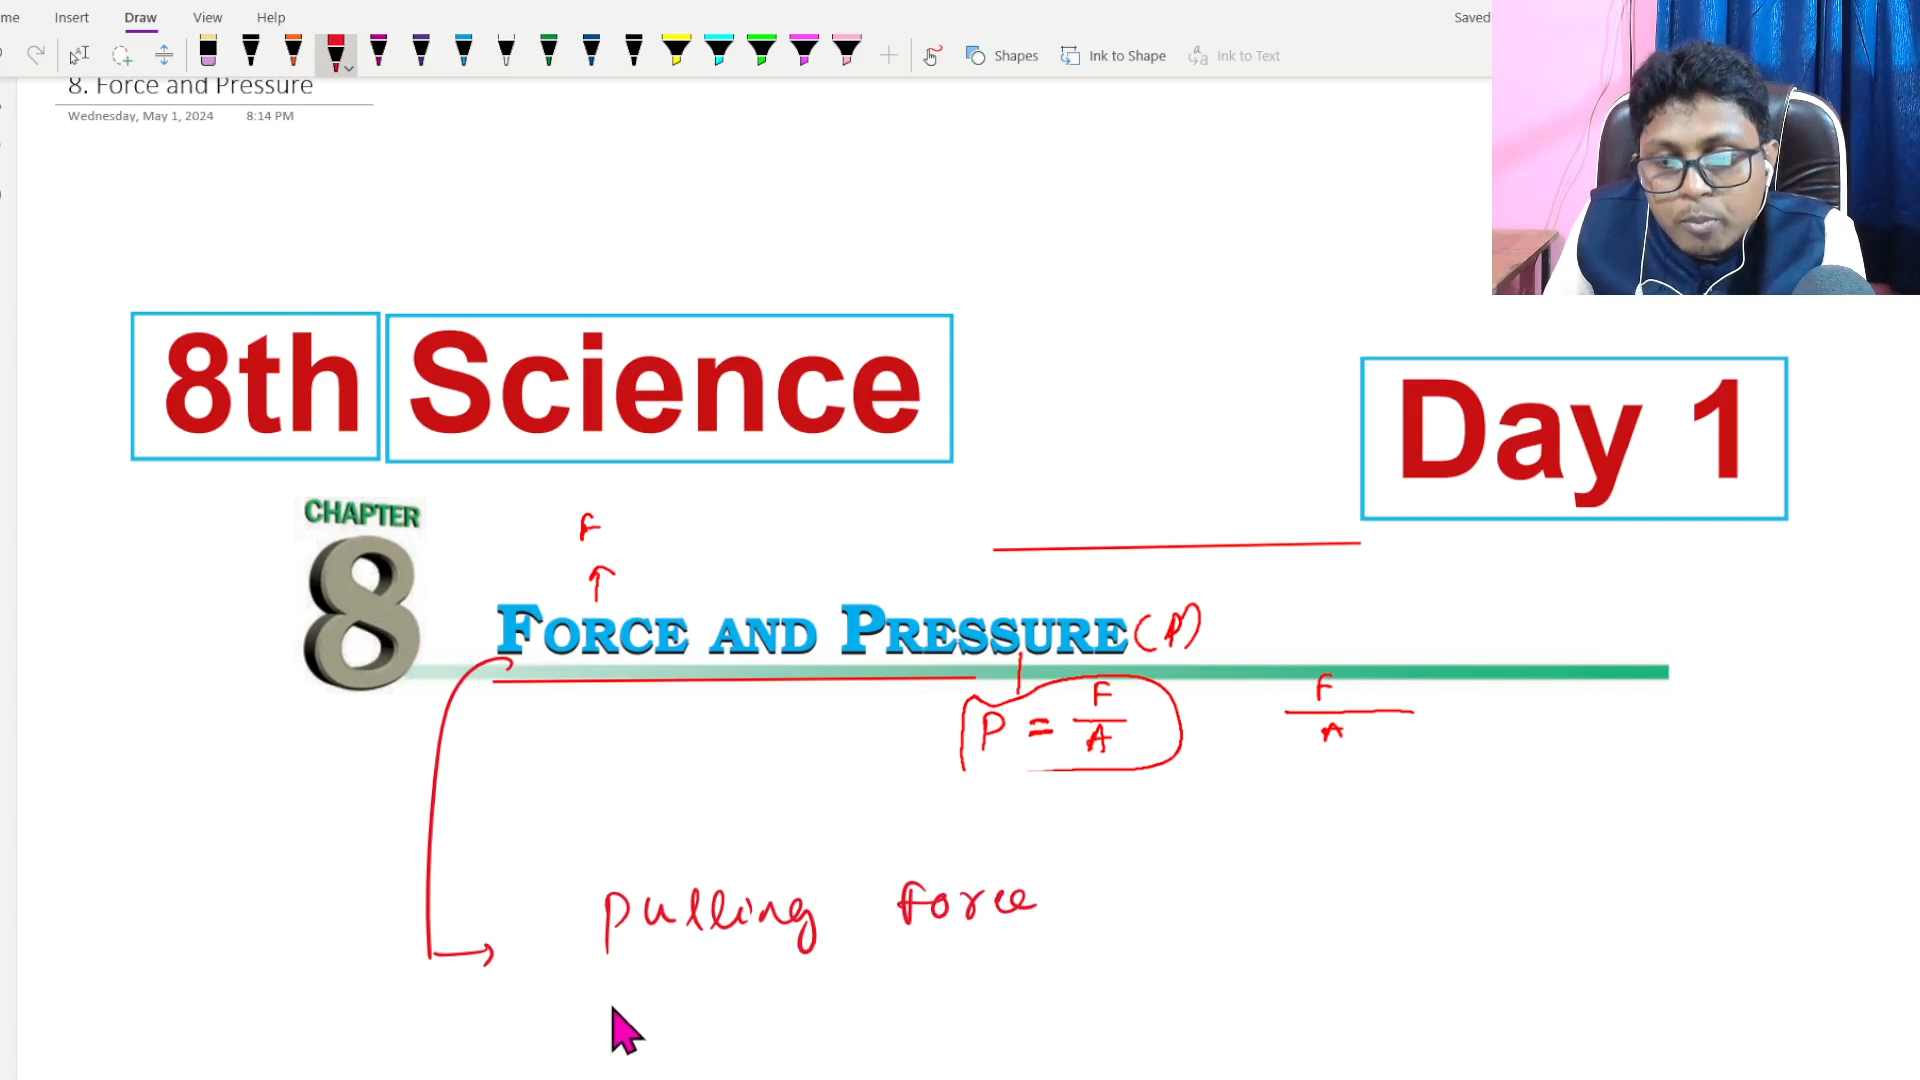 Insert Draw View Help Saved
Shapes Ink to Shape Ink to Text
8. Force and Pressure
Wednesday, May 1, 2024 8:14 PM
8th Science
Day 1
CHAPTER
8
F
↑
FORCE AND PRESSURE (P)
P = F/A
F/A
pulling force